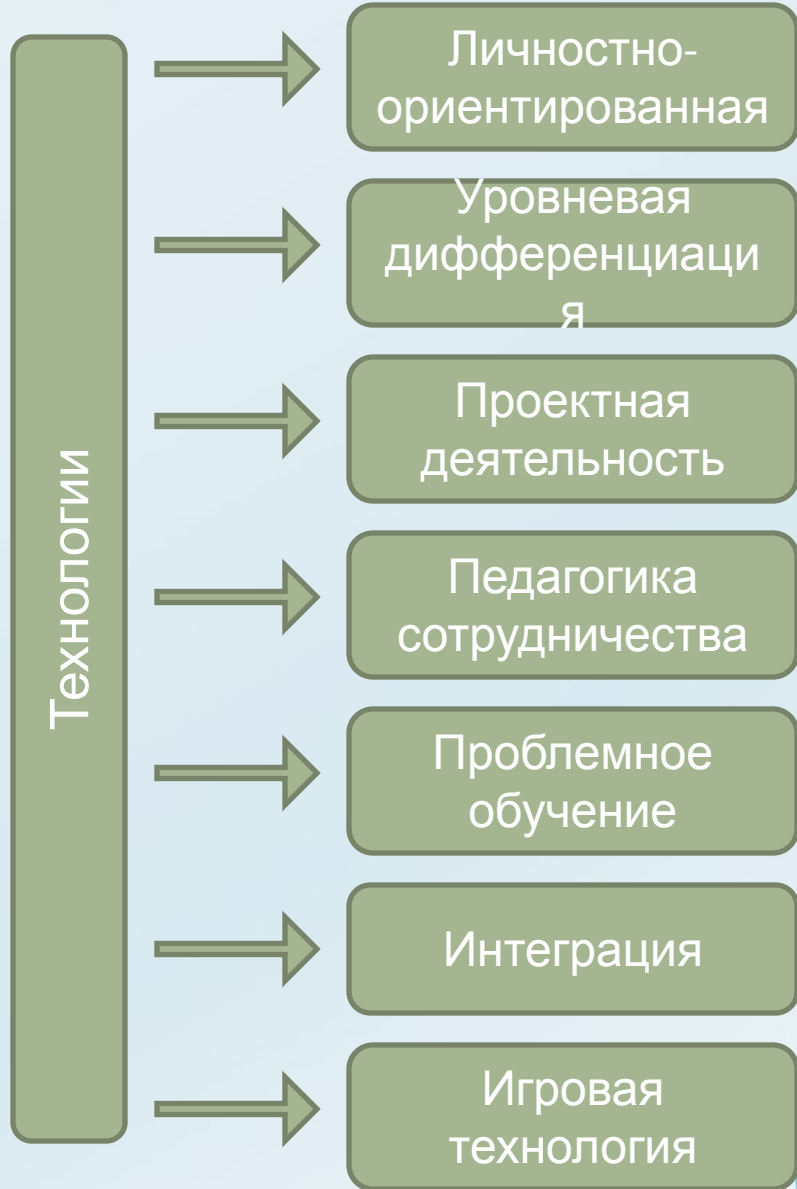 Технологии
Личностно-
ориентированная
Уровневая
дифференциаци
я
Проектная
деятельность
Педагогика
сотрудничества
Проблемное
обучение
Интеграция
Игровая
технология